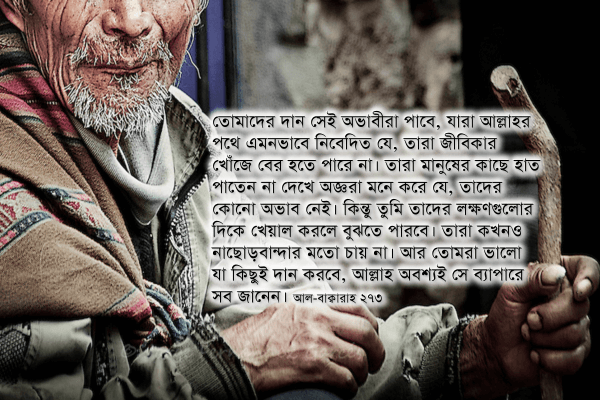 তোমাদের দান সেই অভাবীরা পাবে, যারা আল্লাহর
পথে এমনভাবে নিবেদিত যে, তারা জীবিকার
খোঁজে বের হতে পারে না। তারা মানুষের কাছে হাত
পাতেন না দেখে অজ্ঞরা মনে করে যে, তাদের
কোনো অভাব নেই। কিন্তু তুমি তাদের লক্ষণগুলোর
দিকে খেয়াল করলে বুঝতে পারবে। তারা কখনও
নাছোড়বান্দার মতো চায় না। আর তোমরা ভালো
যা কিছুই দান করবে, আল্লাহ অবশ্যই সে ব্যাপারে
সব জানেন। আল-বাক্বারাহ ২৭৩